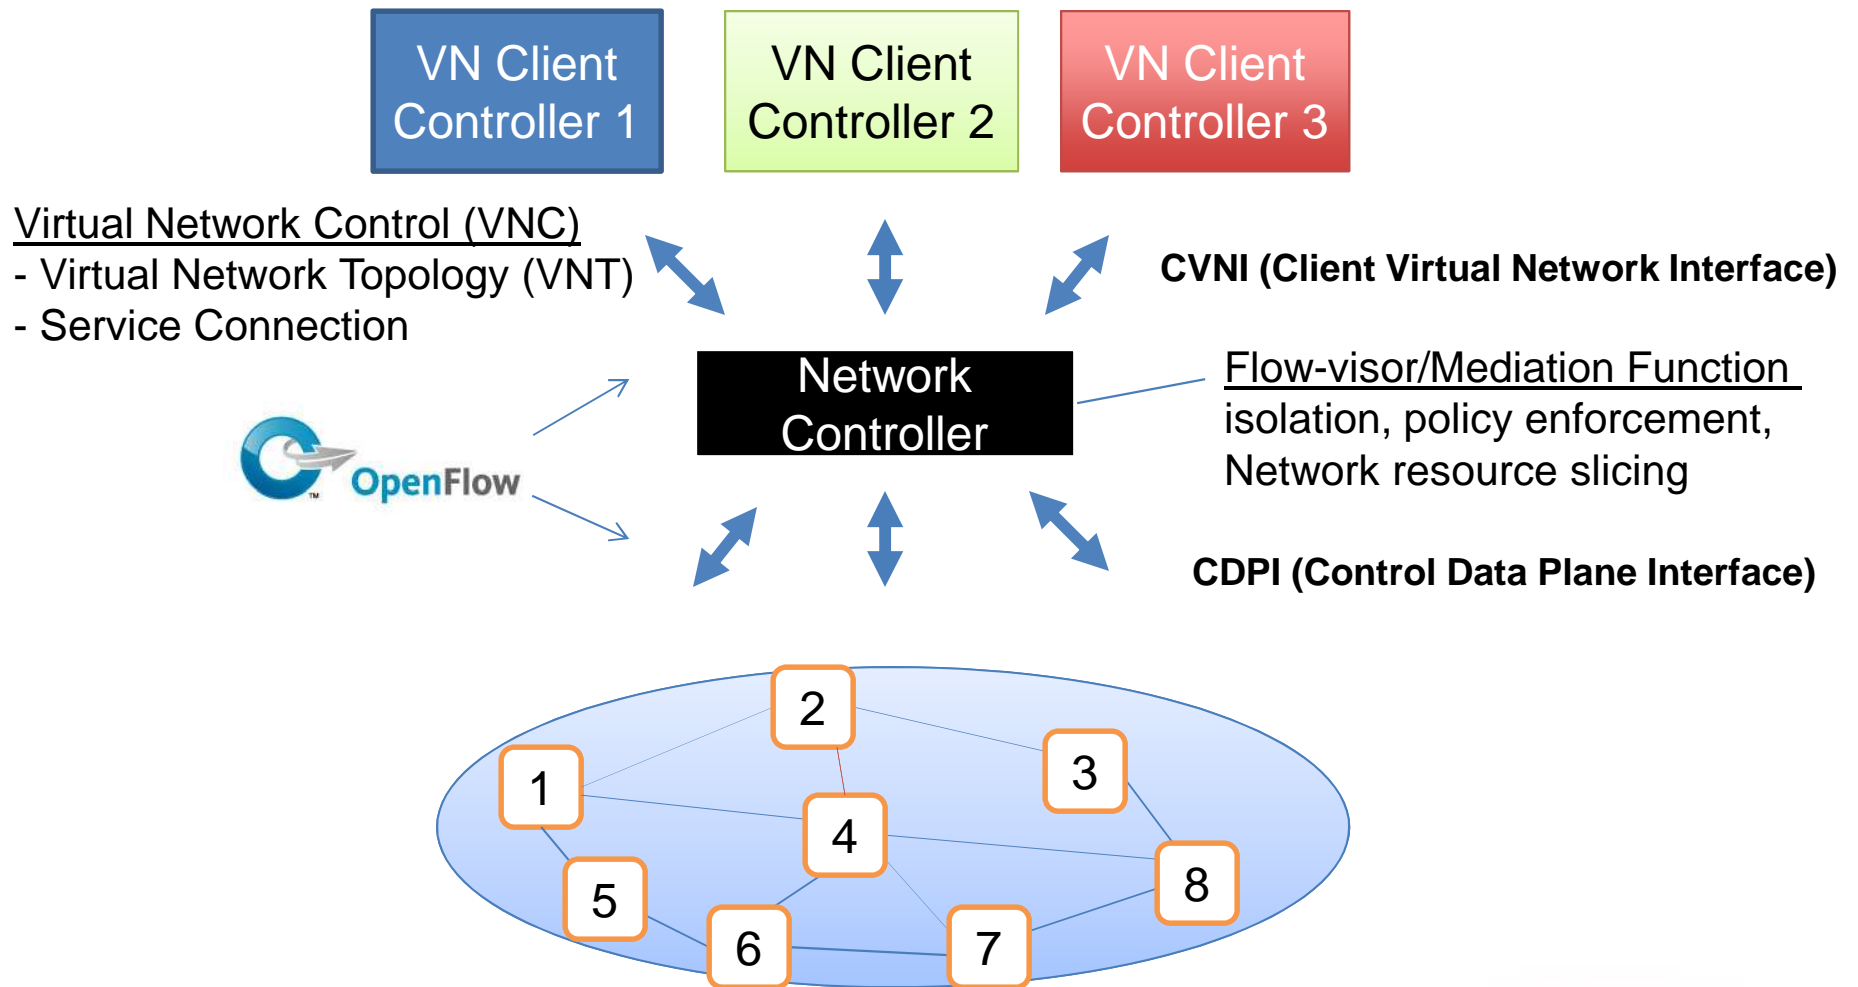 VN Client
Controller 1
VN Client
Controller 2
VN Client
Controller 3
Virtual Network Control (VNC)
- Virtual Network Topology (VNT)
- Service Connection
CVNI (Client Virtual Network Interface)
Network
Controller
Flow-visor/Mediation Function
isolation, policy enforcement,
Network resource slicing
OpenFlow
TM
CDPI (Control Data Plane Interface)
2
1
3
4
5
8
6
7